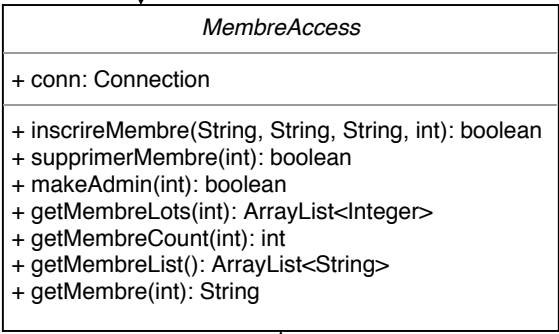 MembreAccess
+ conn: Connection
+ inscrireMembre(String, String, String, int): boolean
+ supprimerMembre(int): boolean
+ makeAdmin(int): boolean
+ getMembreLots(int): ArrayList<Integer>
+ getMembreCount(int): int
+ getMembreList(): ArrayList<String>
+ getMembre(int): String